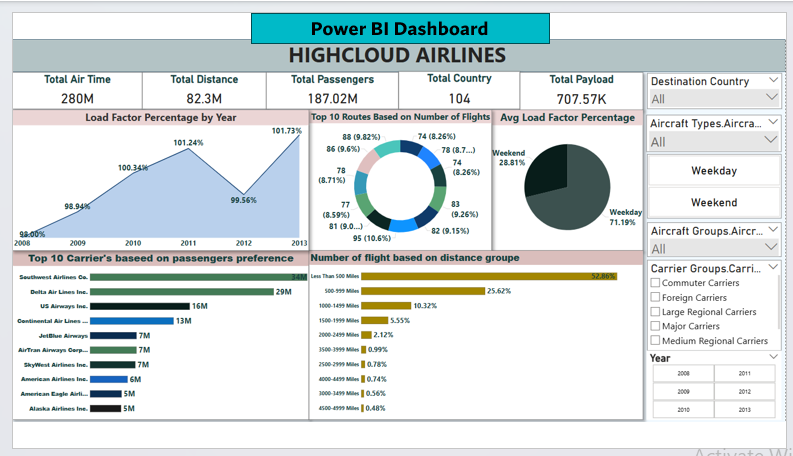 Power BI Dashboard
HIGHCLOUD AIRLINES
Total Air Time
280M
Total Distance
82.3M
Total Passengers
187.02M
Total Country
104
Total Payload
707.57K
Load Factor Percentage by Year
98.00%
98.94%
100.34%
101.24%
99.56%
101.73%
2008
2009
2010
2011
2012
2013
Top 10 Routes Based on Number of Flights
88 (9.82%)
74 (8.26%)
86 (9.6%)
78 (8.7...)
74
(8.26%)
78
(8.71%)
77
(8.59%)
83
(9.26%)
81 (9.0...)
82 (9.15%)
95 (10.6%)
Avg Load Factor Percentage
Weekend
28.81%
Weekday
71.19%
Top 10 Carrier's baseed on passengers preference
Southwest Airlines Co.
34M
Delta Air Lines Inc.
29M
US Airways Inc.
16M
Continental Air Lines ...
13M
JetBlue Airways
7M
AirTran Airways Corp...
7M
SkyWest Airlines Inc.
7M
American Airlines Inc.
6M
American Eagle Airli...
5M
Alaska Airlines Inc.
5M
Number of flight based on distance groupe
Less Than 500 Miles
52.86%
500-999 Miles
25.62%
1000-1499 Miles
10.32%
1500-1999 Miles
5.55%
2000-2499 Miles
2.12%
3500-3999 Miles
0.99%
2500-2999 Miles
0.78%
4000-4499 Miles
0.74%
3000-3499 Miles
0.56%
4500-4999 Miles
0.48%
Destination Country
All
Aircraft Types.Aircra...
All
Weekday
Weekend
Aircraft Groups.Aircr...
All
Carrier Groups.Carri...
Commuter Carriers
Foreign Carriers
Large Regional Carriers
Major Carriers
Medium Regional Carriers
Year
2008
2011
2009
2012
2010
2013